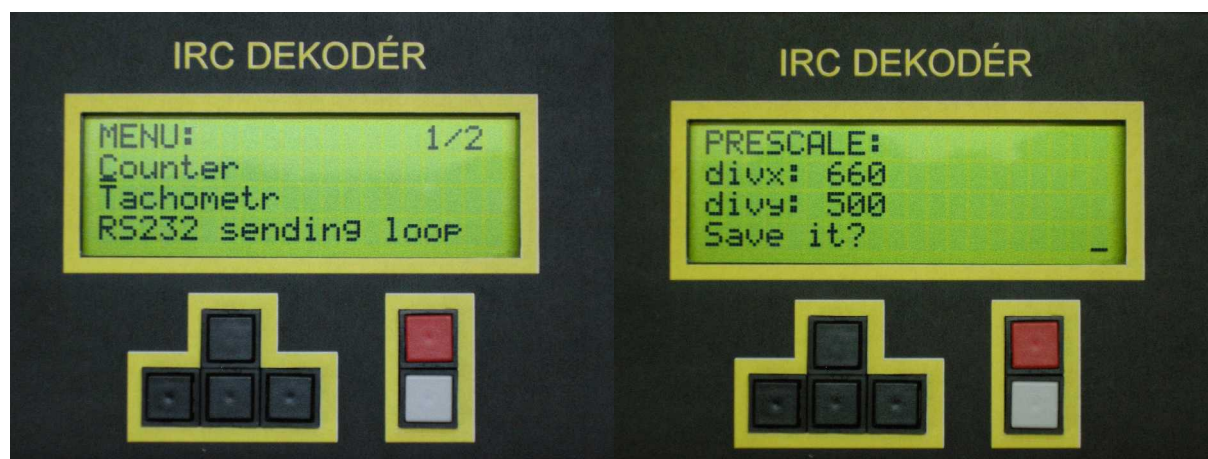 IRC DEKODÉR
MENU: 1/2
Counter
Tachometr
RS232 sending loop
IRC DEKODÉR
PRESCALE:
divx: 660
divy: 500
Save it? _